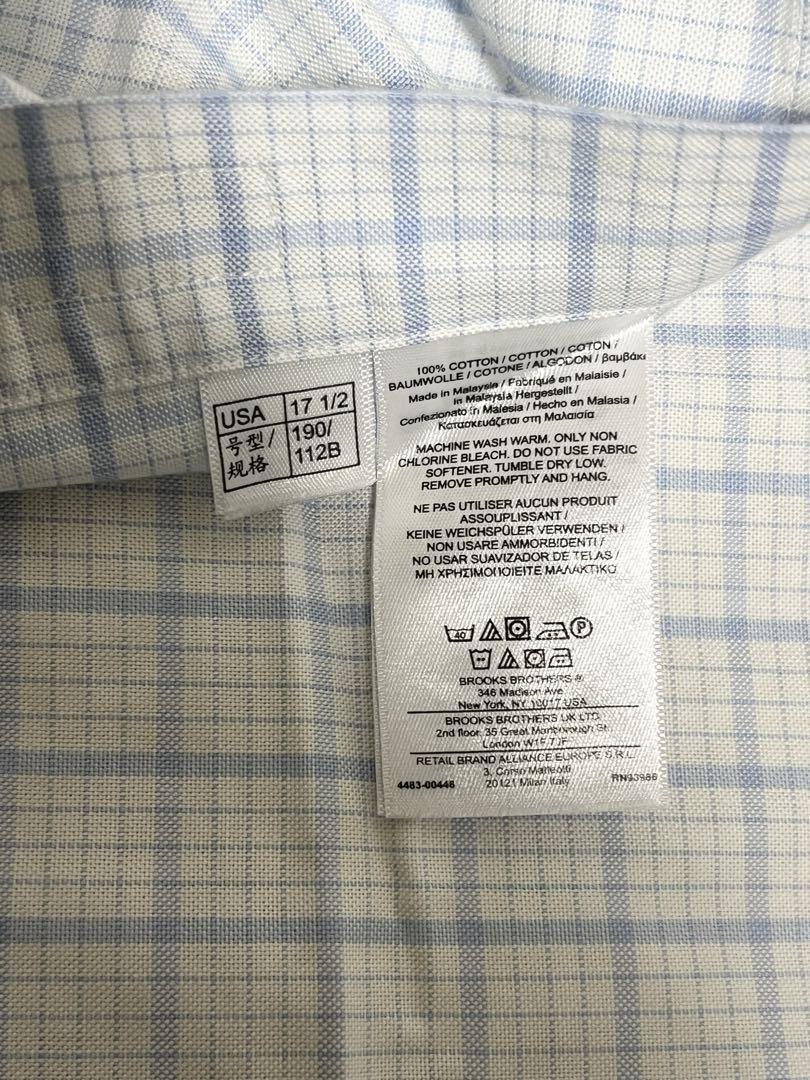 USA 17 1/2
号型/ 190/
规格 112B
100% COTTON / COTTON / COTON /
BAUMWOLLE / COTONE / ALGODON / βαμβάκι
Made in Malaysia / Fabriqué en Malaisie /
in Malaysia Hergestellt /
Confezionato in Malesia / Hecho en Malasia /
Κατασκευάζεται στη Μαλαισία
MACHINE WASH WARM. ONLY NON
CHLORINE BLEACH. DO NOT USE FABRIC
SOFTENER. TUMBLE DRY LOW.
REMOVE PROMPTLY AND HANG.
NE PAS UTILISER AUCUN PRODUIT
ASSOUPLISSANT /
KEINE WEICHSPÜLER VERWENDEN /
NON USARE AMMORBIDENTI /
NO USAR SUAVIZADOR DE TELAS /
ΜΗ ΧΡΗΣΙΜΟΠΟΙΕΙΤΕ ΜΑΛΑΚΤΙΚΟ
40 P
BROOKS BROTHERS ®
346 Madison Ave
New York, NY 10017 USA
BROOKS BROTHERS UK LTD
2nd floor, 35 Great Marlborough St.
London W1F 7JF
RETAIL BRAND ALLIANCE EUROPE S.R.L.
3, Corso Matteotti
4483-00446 20121 Milan Italy RN93986